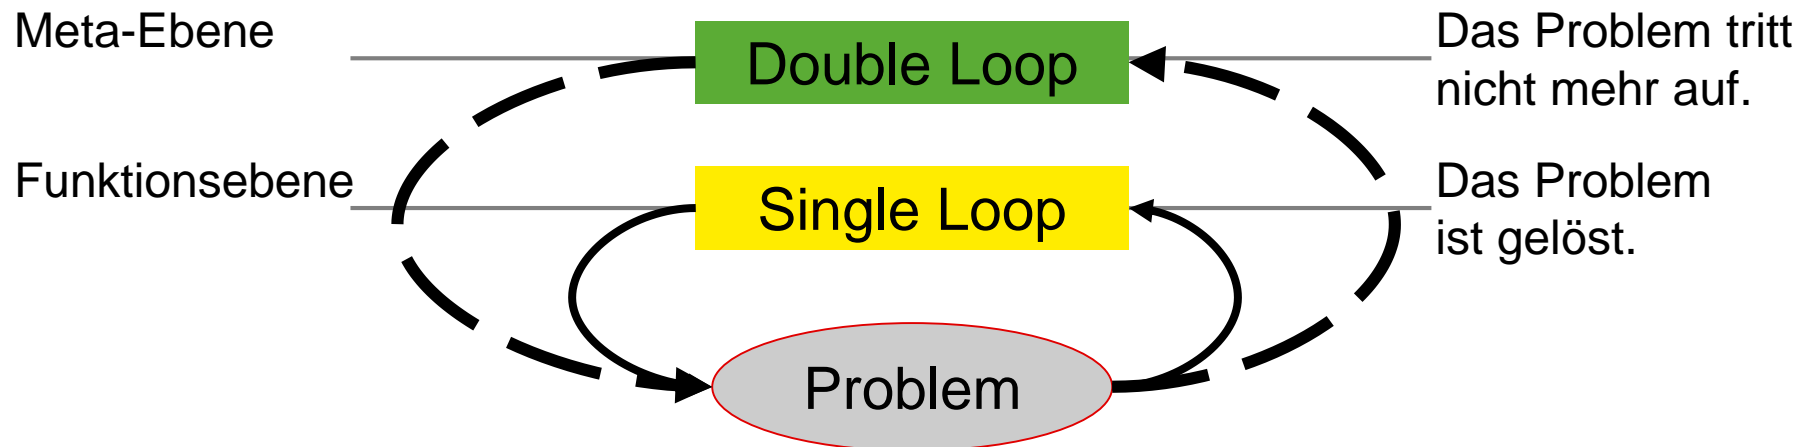 Meta-Ebene
Double Loop
Das Problem tritt
nicht mehr auf.
Funktionsebene
Single Loop
Das Problem
ist gelöst.
Problem